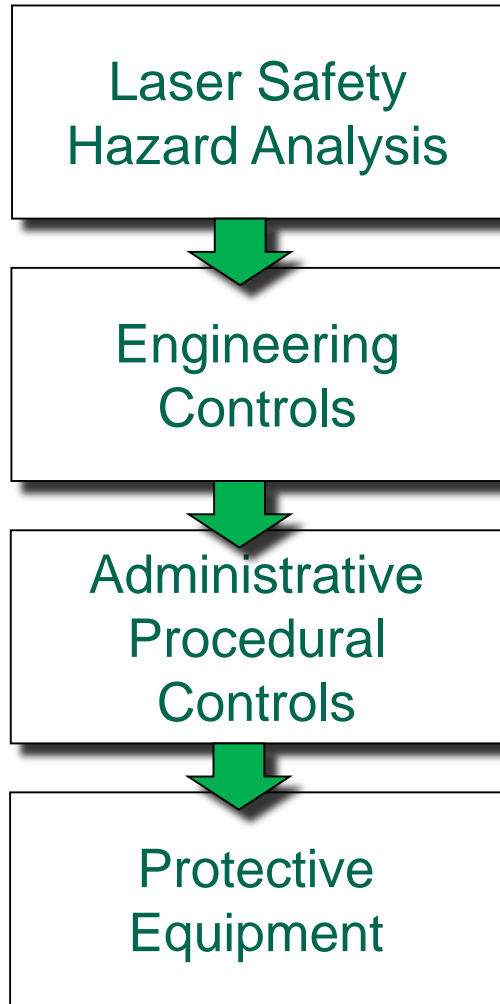 Laser Safety
Hazard Analysis
Engineering
Controls
Administrative
Procedural
Controls
Protective
Equipment